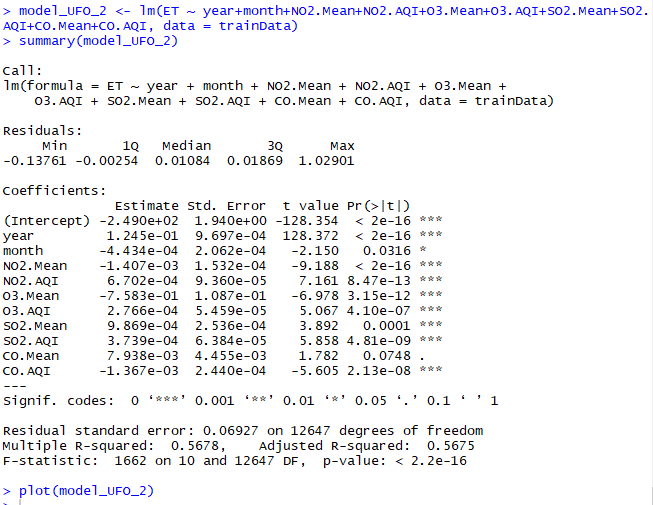 > model_UFO_2 <- lm(ET ~ year+month+NO2.Mean+NO2.AQI+O3.Mean+O3.AQI+SO2.Mean+SO2.
AQI+CO.Mean+CO.AQI, data = trainData)
> summary(model_UFO_2)
Call:
lm(formula = ET ~ year + month + NO2.Mean + NO2.AQI + O3.Mean +
    O3.AQI + SO2.Mean + SO2.AQI + CO.Mean + CO.AQI, data = trainData)
Residuals:
     Min       1Q   Median       3Q      Max
-0.13761 -0.00254  0.01084  0.01869  1.02901
Coefficients:
              Estimate Std. Error  t value Pr(>|t|)
(Intercept) -2.490e+02  1.940e+00 -128.354  < 2e-16 ***
year         1.245e-01  9.697e-04  128.372  < 2e-16 ***
month       -4.434e-04  2.062e-04   -2.150   0.0316 *
NO2.Mean    -1.407e-03  1.532e-04   -9.188  < 2e-16 ***
NO2.AQI      6.702e-04  9.360e-05    7.161 8.47e-13 ***
O3.Mean     -7.583e-01  1.087e-01   -6.978 3.15e-12 ***
O3.AQI       2.766e-04  5.459e-05    5.067 4.10e-07 ***
SO2.Mean     9.869e-04  2.536e-04    3.892   0.0001 ***
SO2.AQI      3.739e-04  6.384e-05    5.858 4.81e-09 ***
CO.Mean      7.938e-03  4.455e-03    1.782   0.0748 .
CO.AQI      -1.367e-03  2.440e-04   -5.605 2.13e-08 ***
---
Signif. codes:  0 ‘***’ 0.001 ‘**’ 0.01 ‘*’ 0.05 ‘.’ 0.1 ‘ ’ 1
Residual standard error: 0.06927 on 12647 degrees of freedom
Multiple R-squared:  0.5678,    Adjusted R-squared:  0.5675
F-statistic:  1662 on 10 and 12647 DF,  p-value: < 2.2e-16
> plot(model_UFO_2)
>